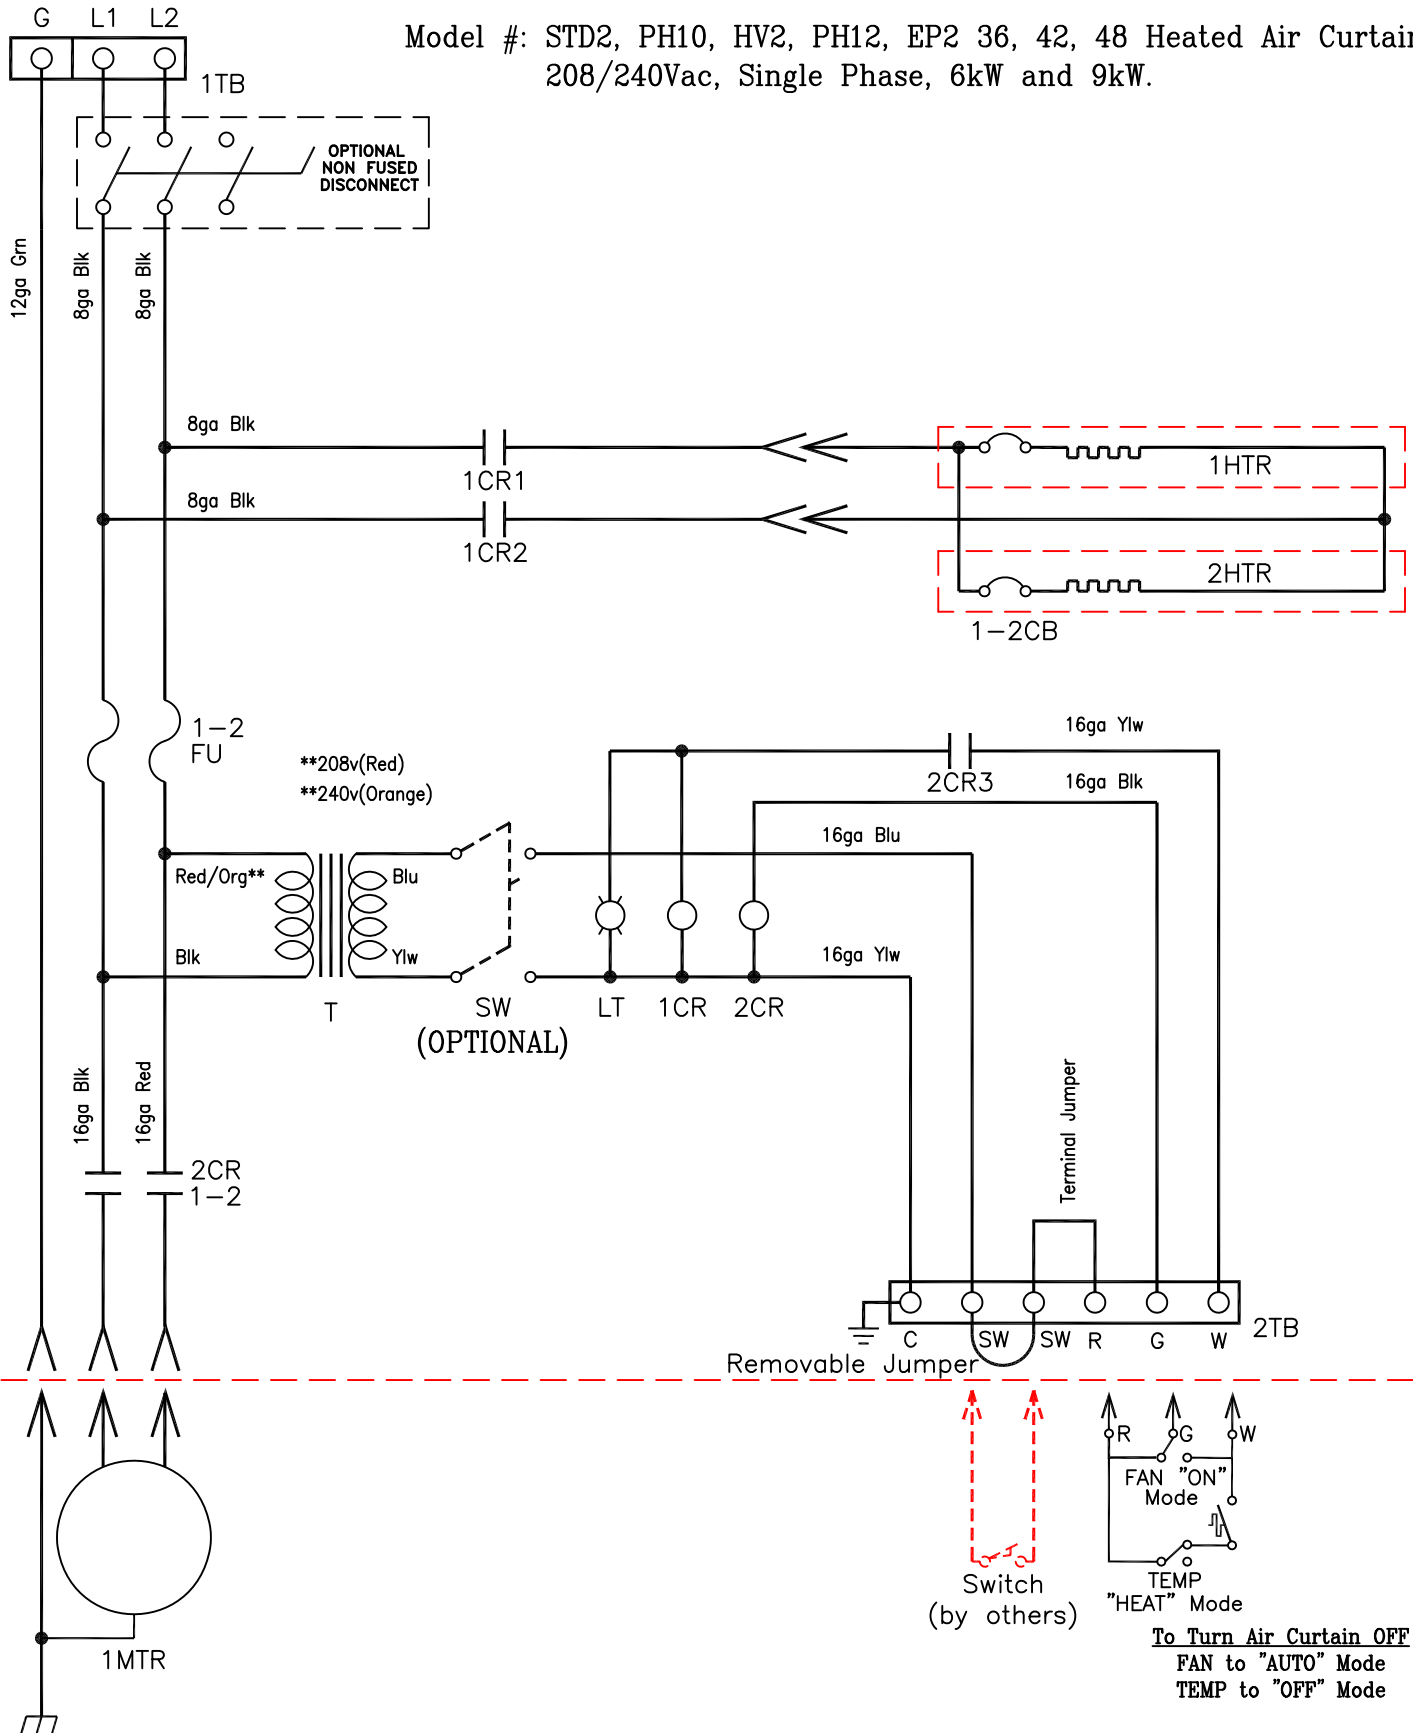 G L1 L2
Model #: STD2, PH10, HV2, PH12, EP2 36, 42, 48 Heated Air Curtain
208/240Vac, Single Phase, 6kW and 9kW.
1TB
OPTIONAL
NON FUSED
DISCONNECT
12ga Grn
8ga Blk
8ga Blk
8ga Blk
1CR1
1HTR
8ga Blk
1CR2
2HTR
1-2CB
1-2
FU
**208v(Red)
**240v(Orange)
16ga Ylw
2CR3
16ga Blk
16ga Blu
Red/Org**
Blu
Blk
Ylw
16ga Ylw
T
SW
(OPTIONAL)
LT
1CR
2CR
16ga Blk
16ga Red
Terminal Jumper
2CR
1-2
C SW SW R G W
2TB
Removable Jumper
R G W
FAN "ON"
Mode
Switch
(by others)
TEMP
"HEAT" Mode
To Turn Air Curtain OFF
FAN to "AUTO" Mode
TEMP to "OFF" Mode
1MTR